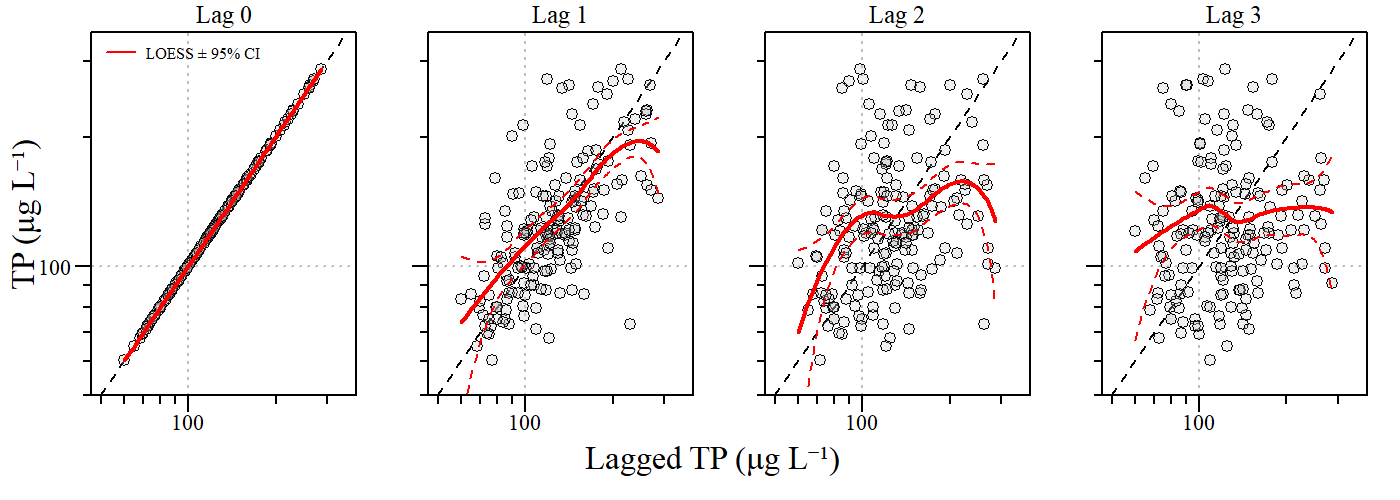 Lag 0
Lag 1
Lag 2
Lag 3
LOESS ± 95% CI
TP (μg L⁻¹)
100
100
100
100
100
Lagged TP (μg L⁻¹)